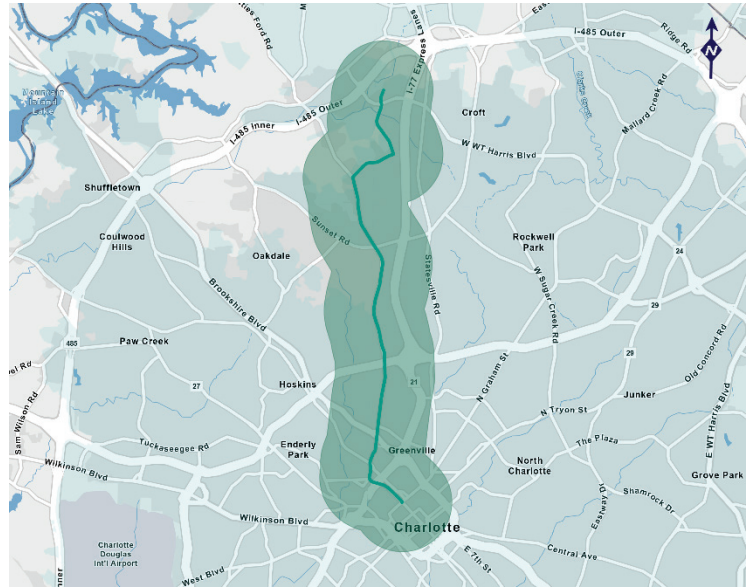 I-485 Outer
Ridge Rd
N
I-77 Express Lanes
Mountain
Island
Lake
Croft
Mallard Creek Rd
I-485 Outer
I-485 Inner
W WT Harris Blvd
Shuffletown
Sunset Rd
Coulwood
Hills
Rockwell
Park
Oakdale
Statesville Rd
24
W Sugar Creek Rd
Brookshire Blvd
29
485
Paw Creek
29
Old Concord Rd
N Graham St
21
27
Hoskins
Junker
Sam Wilson Rd
N Tryon St
E WT Harris Blvd
Tuckaseegee Rd
Enderly
Park
Greenville
The Plaza
North
Charlotte
Wilkinson Blvd
Eastway Dr
Shamrock Dr
Grove Park
Wilkinson Blvd
Charlotte
Charlotte
Douglas
Int'l Airport
E 7th St
Central Ave
West Blvd